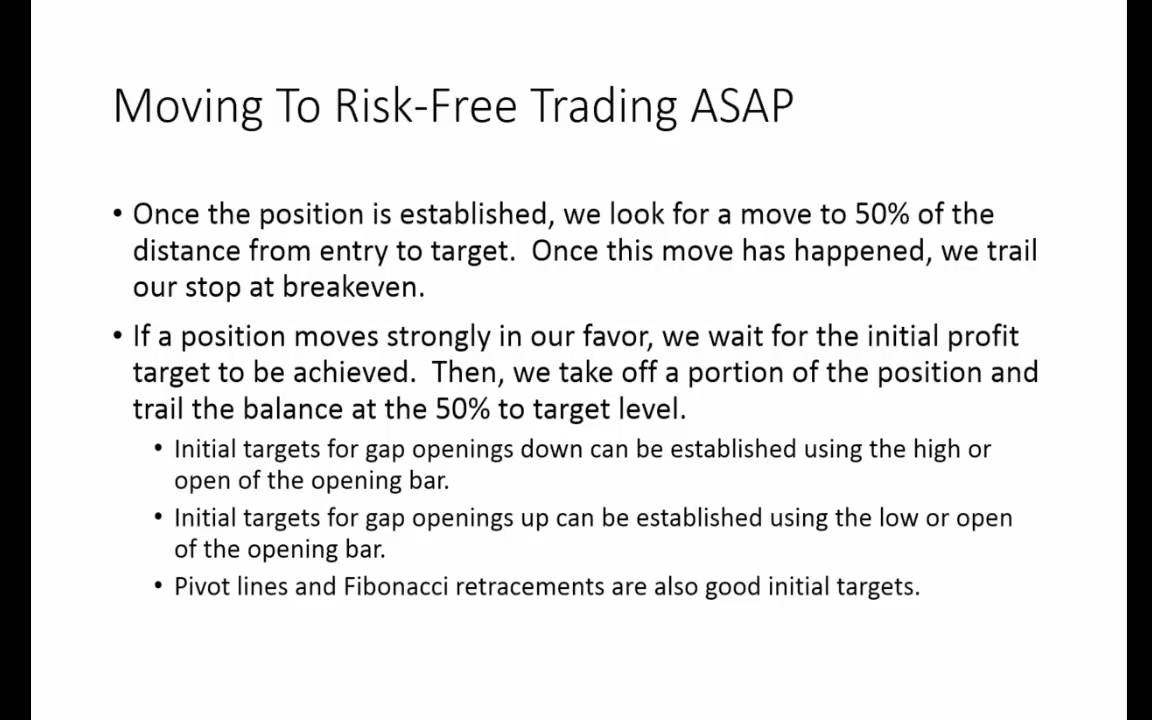 Moving To Risk-Free Trading ASAP
• Once the position is established, we look for a move to 50% of the
distance from entry to target.  Once this move has happened, we trail
our stop at breakeven.
• If a position moves strongly in our favor, we wait for the initial profit
target to be achieved.  Then, we take off a portion of the position and
trail the balance at the 50% to target level.
• Initial targets for gap openings down can be established using the high or
open of the opening bar.
• Initial targets for gap openings up can be established using the low or open
of the opening bar.
• Pivot lines and Fibonacci retracements are also good initial targets.